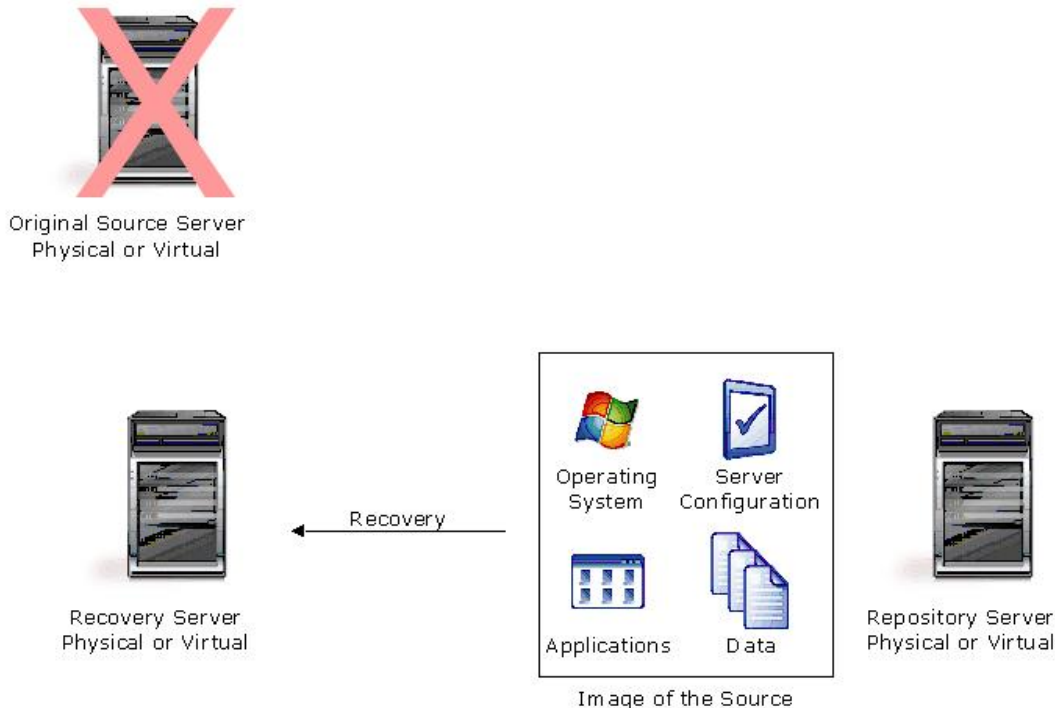 Original Source Server
Physical or Virtual
Operating
System
Server
Configuration
Recovery
Applications
Data
Recovery Server
Physical or Virtual
Repository Server
Physical or Virtual
Image of the Source